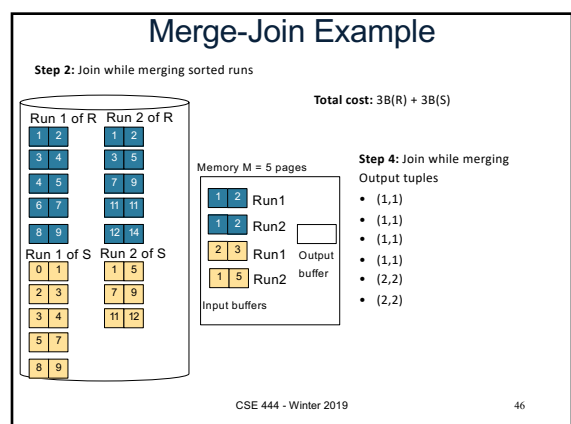 Merge-Join Example
Step 2: Join while merging sorted runs
Total cost: 3B(R) + 3B(S)
Run 1 of R Run 2 of R
1 2 1 2
3 4 3 5
4 5 7 9
6 7 11 11
8 9 12 14
Run 1 of S Run 2 of S
0 1 1 5
2 3 7 9
3 4 11 12
5 7
8 9
Memory M = 5 pages
1 2 Run1
1 2 Run2
2 3 Run1
1 5 Run2
Input buffers
Output
buffer
Step 4: Join while merging
Output tuples
• (1,1)
• (1,1)
• (1,1)
• (1,1)
• (2,2)
• (2,2)
CSE 444 - Winter 2019 46